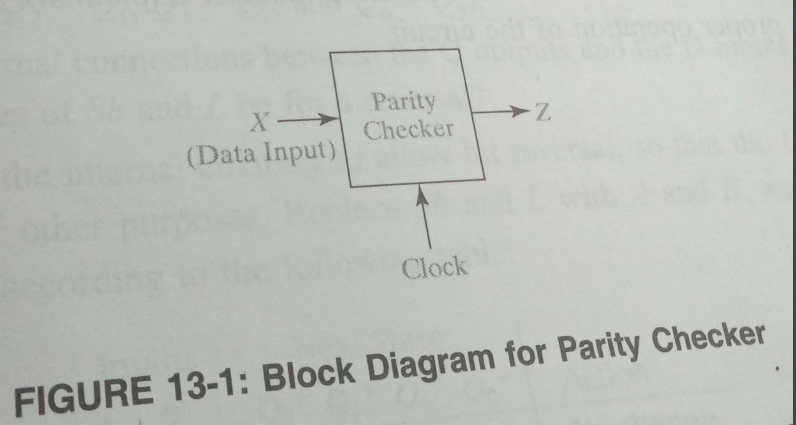 Parity
Checker
X
(Data Input)
Z
Clock
FIGURE 13-1: Block Diagram for Parity Checker